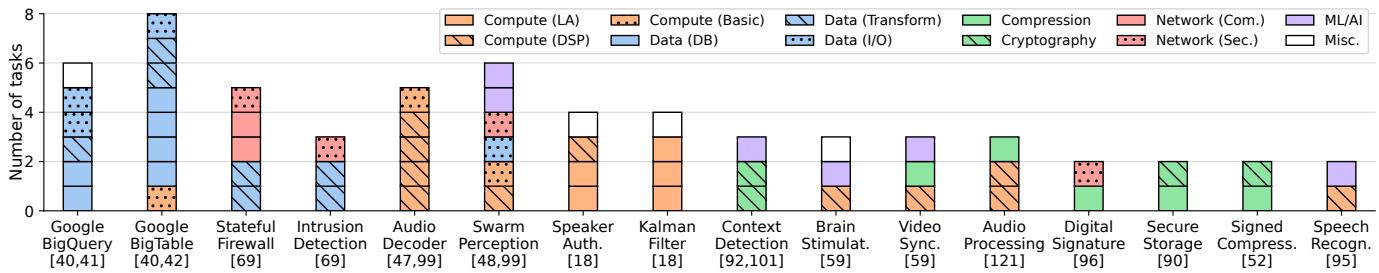 Compute (LA) Compute (Basic) Data (Transform) Compression Network (Com.) ML/AI
Compute (DSP) Data (DB) Data (I/O) Cryptography Network (Sec.) Misc.
Number of tasks
8
6
4
2
0
Google BigQuery [40,41]
Google BigTable [40,42]
Stateful Firewall [69]
Intrusion Detection [69]
Audio Decoder [47,99]
Swarm Perception [48,99]
Speaker Auth. [18]
Kalman Filter [18]
Context Detection [92,101]
Brain Stimulat. [59]
Video Sync. [59]
Audio Processing [121]
Digital Signature [96]
Secure Storage [90]
Signed Compress. [52]
Speech Recogn. [95]